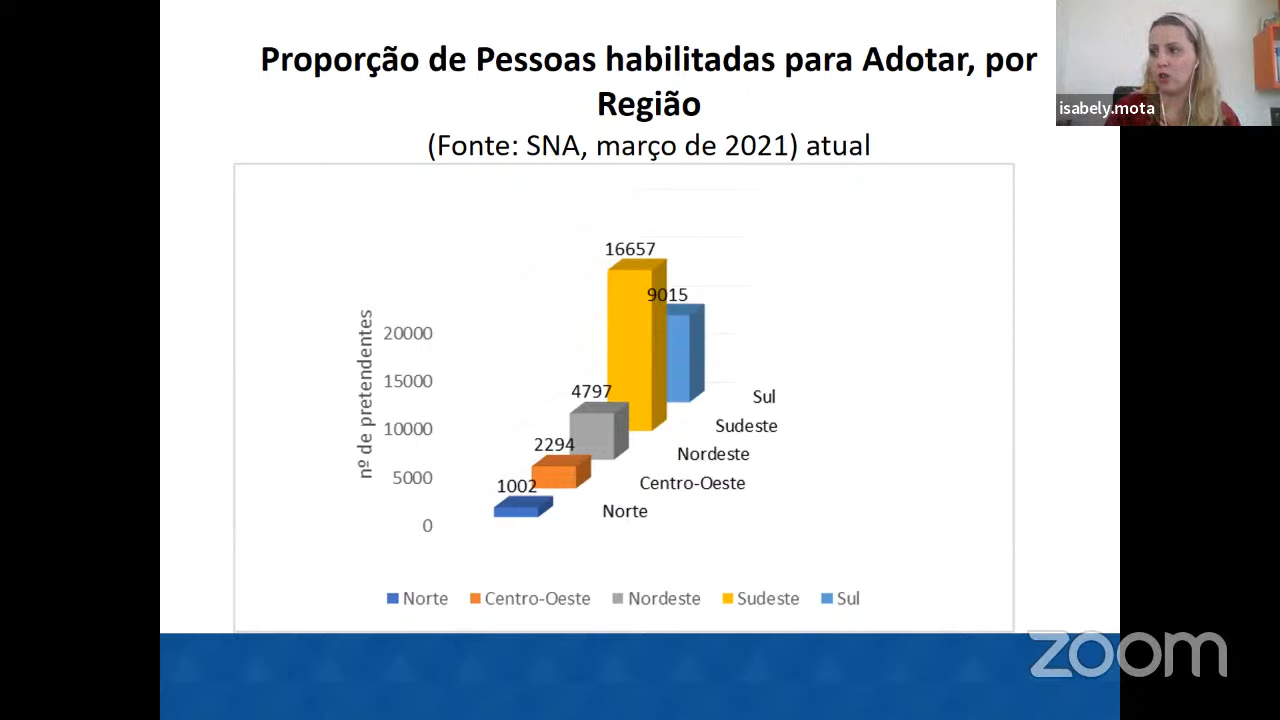 Proporção de Pessoas habilitadas para Adotar, por
Região
(Fonte: SNA, março de 2021) atual
isabely.mota
16657
9015
4797
2294
1002
nº de pretendentes
20000
15000
10000
5000
0
Sul
Sudeste
Nordeste
Centro-Oeste
Norte
Norte Centro-Oeste Nordeste Sudeste Sul
zoom